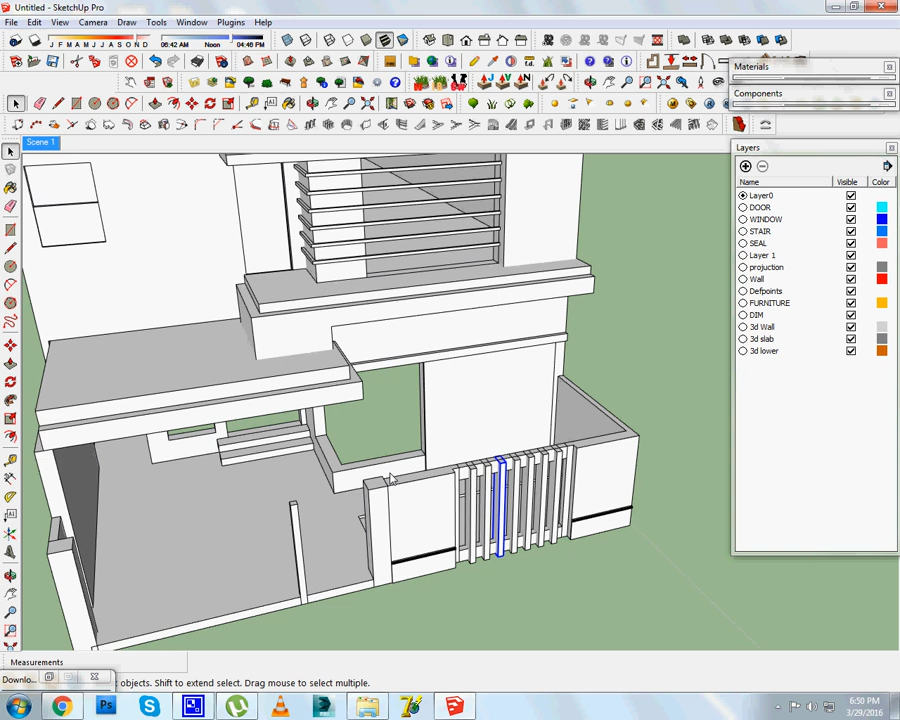 Untitled - SketchUp Pro
File Edit View Camera Draw Tools Window Plugins Help
J F M A M J J A S O N D 06:42 AM Noon 04:46 PM
Materials
Components
Scene 1
Layers
Name Visible Color
Layer0
DOOR
WINDOW
STAIR
SEAL
Layer 1
projuction
Wall
Defpoints
FURNITURE
DIM
3d Wall
3d slab
3d lower
Measurements
Downlo...
objects. Shift to extend select. Drag mouse to select multiple.
6:50 PM
3/29/2016